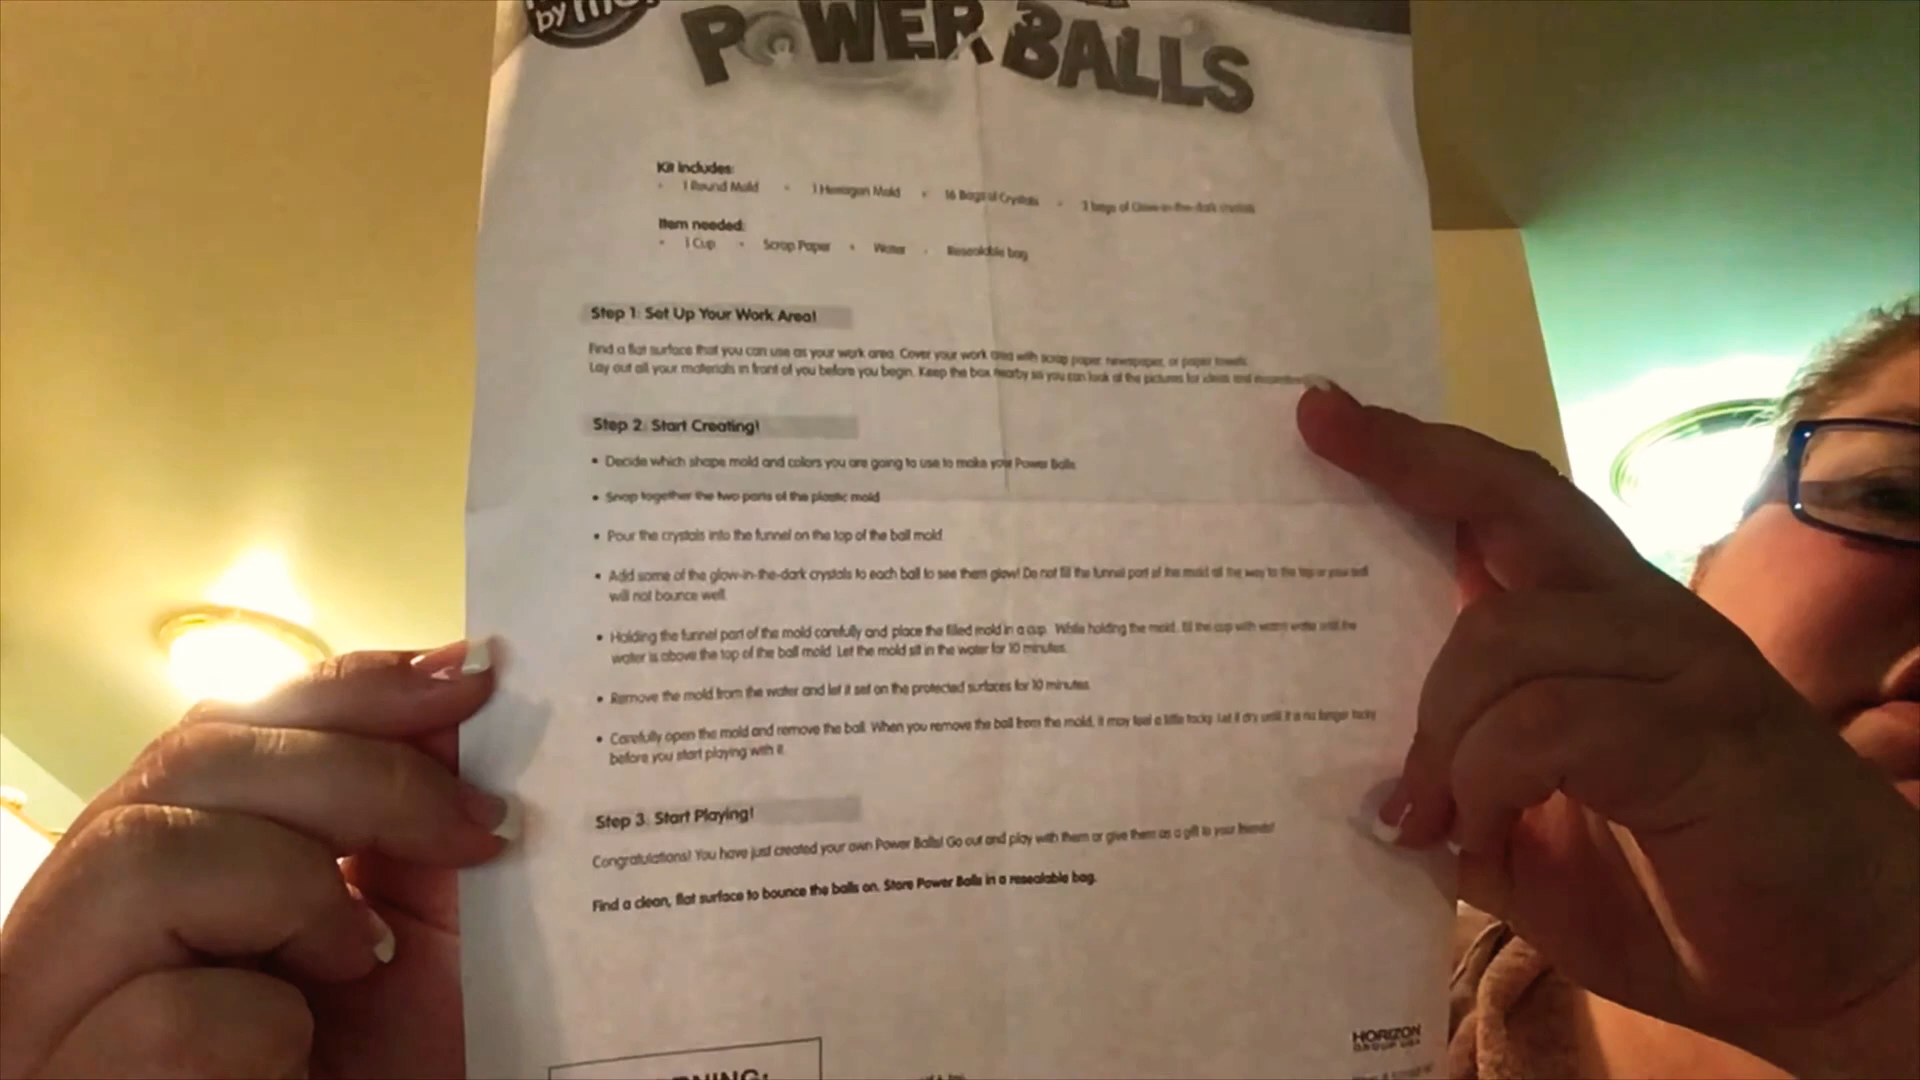 by me
POWER BALLS
Kit Includes:
• 1 Round Mold • 1 Hexagon Mold • 16 Bags of Crystals • bags of Glow-in-the-dark crystals
Item needed:
• 1 Cup • Scrap Paper • Water • Resealable bag
Step 1: Set Up Your Work Area!
Find a flat surface that you can use as your work area. Cover your work area with scrap paper, newspaper, or paper towels.
Lay out all your materials in front of you before you begin. Keep the box nearby so you can look at the pictures for ideas and
Step 2: Start Creating!
• Decide which shape mold and colors you are going to use to make your Power Balls
• Snap together the two parts of the plastic mold
• Pour the crystals into the funnel on the top of the ball mold.
• Add some of the glow-in-the-dark crystals to each ball to see them glow! Do not fill the funnel part of the mold all the way to the top or your ball
will not bounce well.
• Holding the funnel part of the mold carefully and place the filled mold in a cup. While holding the mold, fill the cup with warm water until the
water is above the top of the ball mold. Let the mold sit in the water for 10 minutes.
• Remove the mold from the water and let it set on the protected surfaces for 10 minutes.
• Carefully open the mold and remove the ball. When you remove the ball from the mold, it may feel a little tacky. Let it dry until it is no longer tacky
before you start playing with it.
Step 3: Start Playing!
Congratulations! You have just created your own Power Balls! Go out and play with them or give them as a gift to your friends!
Find a clean, flat surface to bounce the balls on. Store Power Balls in a resealable bag.
HORIZON
GROUP USA